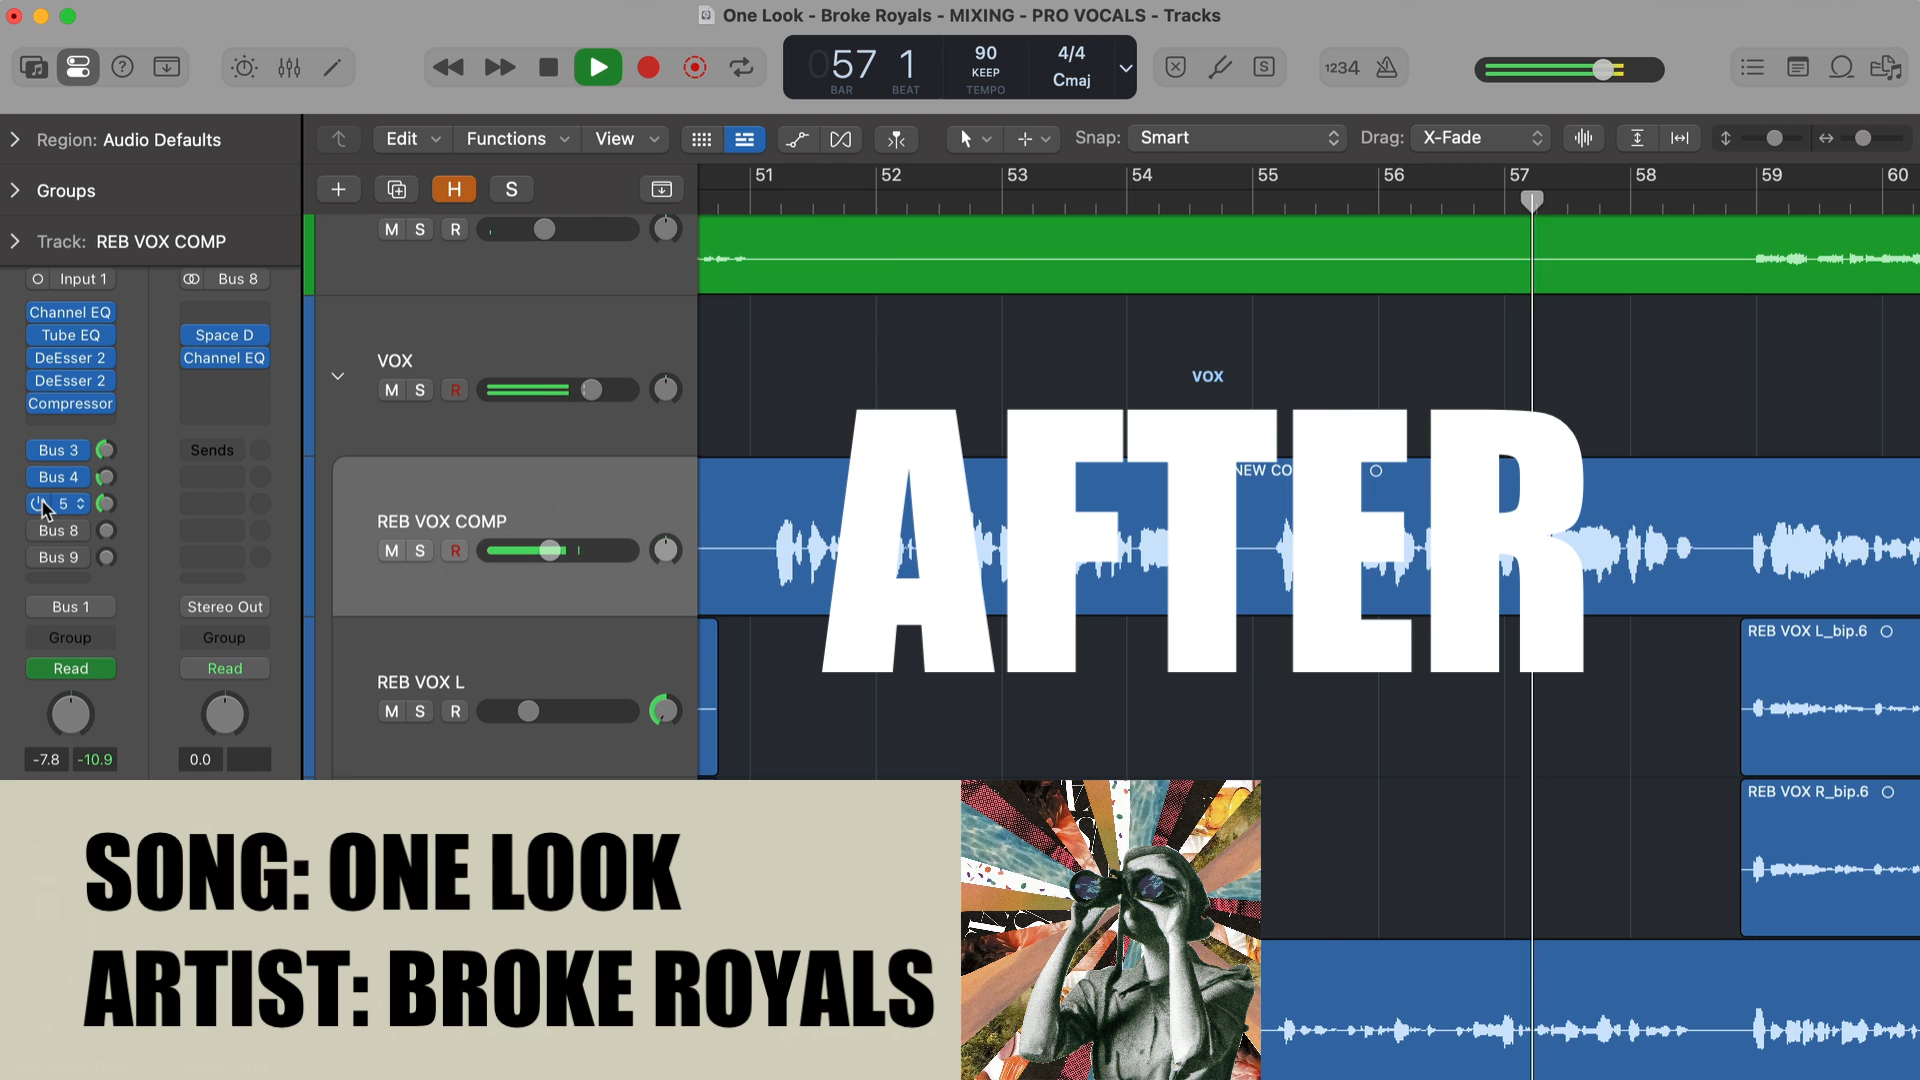 One Look - Broke Royals - MIXING - PRO VOCALS - Tracks
057 1 90 4/4
KEEP Cmaj
BAR BEAT TEMPO
1234
S
Region: Audio Defaults
Edit Functions View Snap: Smart Drag: X-Fade
Groups
H S
51 52 53 54 55 56 57 58 59 60
Track: REB VOX COMP
M S R
Input 1 Bus 8
Channel EQ
Tube EQ Space D
DeEsser 2 Channel EQ
DeEsser 2
Compressor
VOX
M S R
VOX
Bus 3 Sends
Bus 4
5
Bus 8
Bus 9
REB VOX COMP
M S R
NEW CO
AFTER
Bus 1 Stereo Out
Group Group
Read Read
-7.8 -10.9 0.0
REB VOX L
M S R
REB VOX L_bip.6
REB VOX R_bip.6
SONG: ONE LOOK
ARTIST: BROKE ROYALS